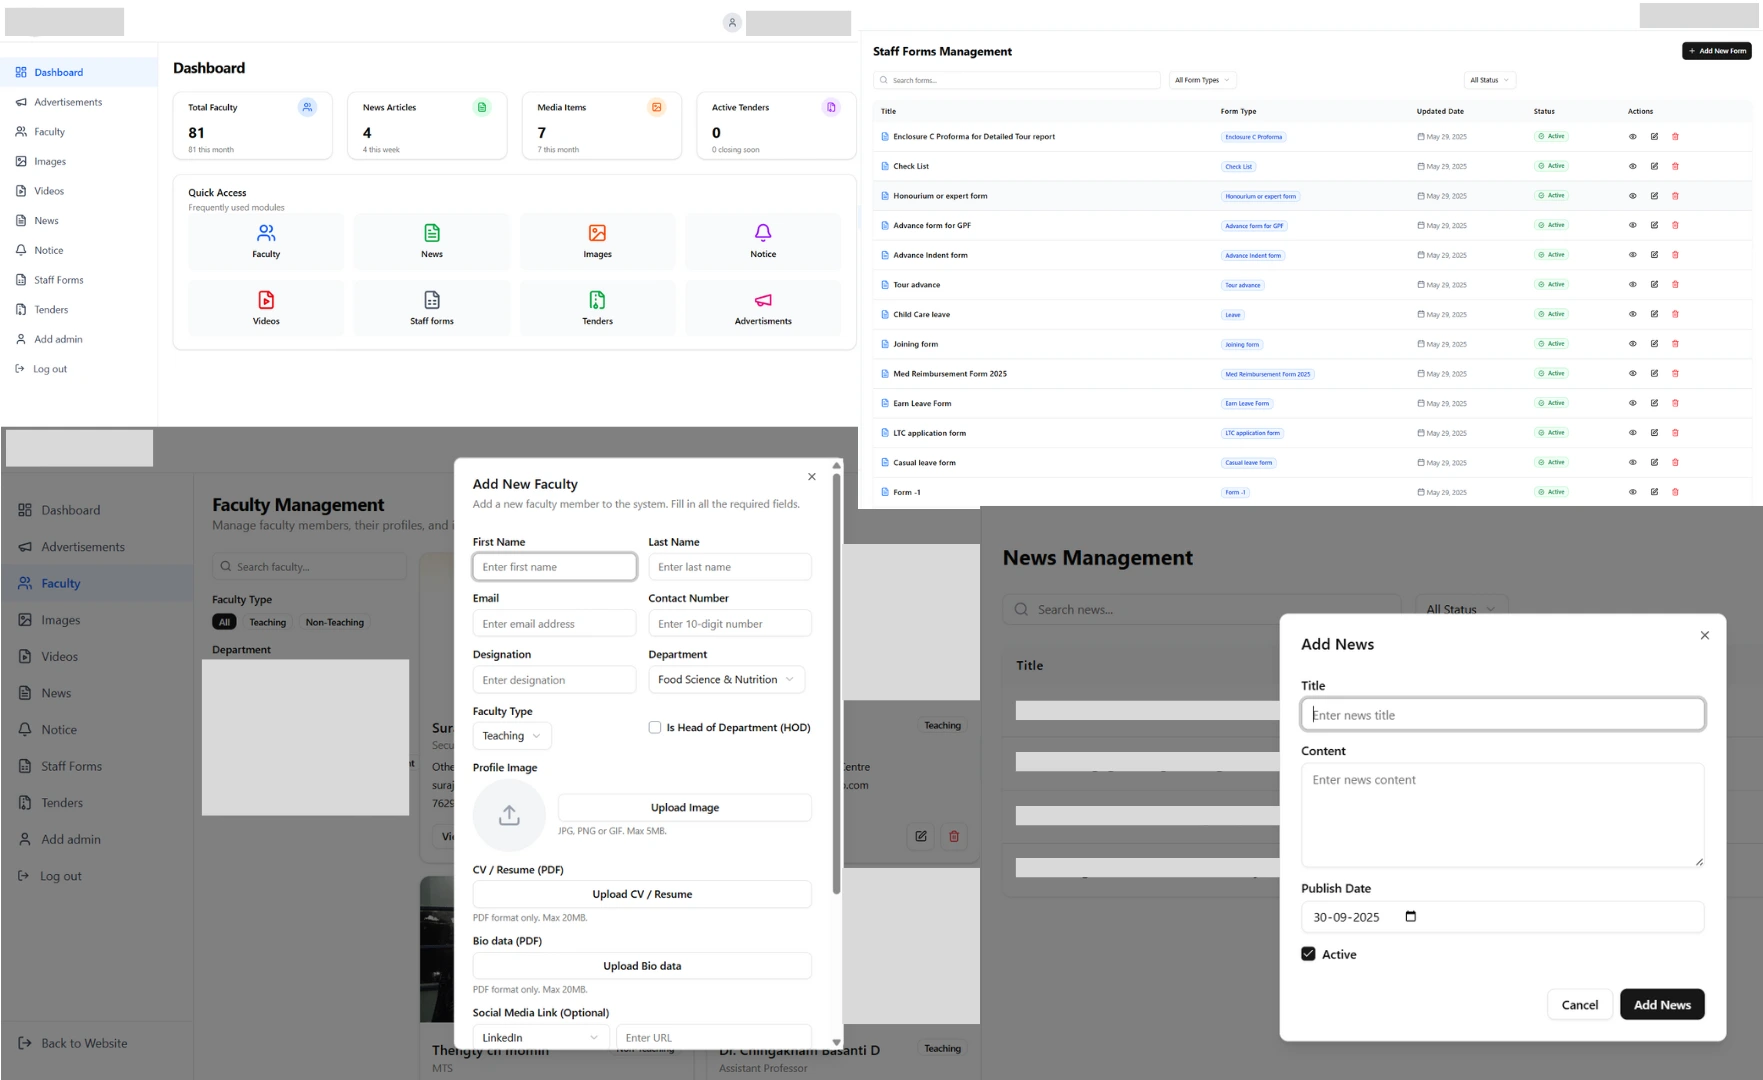 Dashboard
Advertisements
Faculty
Images
Videos
News
Notice
Staff Forms
Tenders
Add admin
Log out
Dashboard
Total Faculty
81
81 this month
News Articles
4
4 this week
Media Items
7
7 this month
Active Tenders
0
0 closing soon
Quick Access
Frequently used modules
Faculty
News
Images
Notice
Videos
Staff forms
Tenders
Advertisments
Staff Forms Management
+ Add New Form
Search forms...
All Form Types
All Status
Title Form Type Updated Date Status Actions
Enclosure C Proforma for Detailed Tour report Enclosure C Proforma May 29, 2025 Active
Check List Check List May 29, 2025 Active
Honourium or expert form Honourium or expert form May 29, 2025 Active
Advance form for GPF Advance form for GPF May 29, 2025 Active
Advance Indent form Advance Indent form May 29, 2025 Active
Tour advance Tour advance May 29, 2025 Active
Child Care leave Leave May 29, 2025 Active
Joining form Joining form May 29, 2025 Active
Med Reimbursement Form 2025 Med Reimbursement Form 2025 May 29, 2025 Active
Earn Leave Form Earn Leave Form May 29, 2025 Active
LTC application form LTC application form May 29, 2025 Active
Casual leave form Casual leave form May 29, 2025 Active
Form -1 Form -1 May 29, 2025 Active
Dashboard
Advertisements
Faculty
Images
Videos
News
Notice
Staff Forms
Tenders
Add admin
Log out
Back to Website
Faculty Management
Manage faculty members, their profiles, and i
Search faculty...
Faculty Type
All Teaching Non-Teaching
Department
Add New Faculty
Add a new faculty member to the system. Fill in all the required fields.
First Name Last Name
Enter first name Enter last name
Email Contact Number
Enter email address Enter 10-digit number
Designation Department
Enter designation Food Science & Nutrition
Faculty Type
Teaching
Is Head of Department (HOD)
Profile Image
Upload Image
JPG, PNG or GIF. Max 5MB.
CV / Resume (PDF)
Upload CV / Resume
PDF format only. Max 20MB.
Bio data (PDF)
Upload Bio data
PDF format only. Max 20MB.
Social Media Link (Optional)
LinkedIn Enter URL
Teaching
MTS
Dr. Chingakham Basanti D
Teaching
Assistant Professor
News Management
Search news...
All Status
Title
Add News
Title
Enter news title
Content
Enter news content
Publish Date
30-09-2025
Active
Cancel
Add News